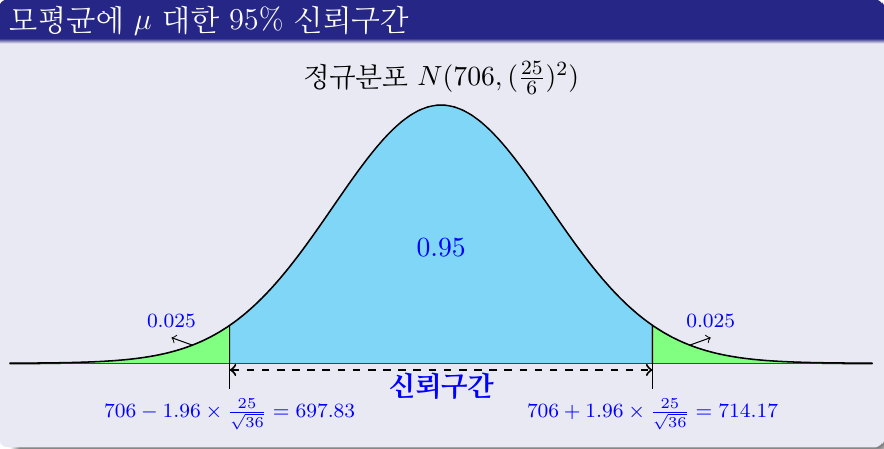 모평균에 μ 대한 95% 신뢰구간
정규분포 N(706, (25/6)²)
0.95
0.025
0.025
신뢰구간
706 − 1.96 × 25/√36 = 697.83
706 + 1.96 × 25/√36 = 714.17